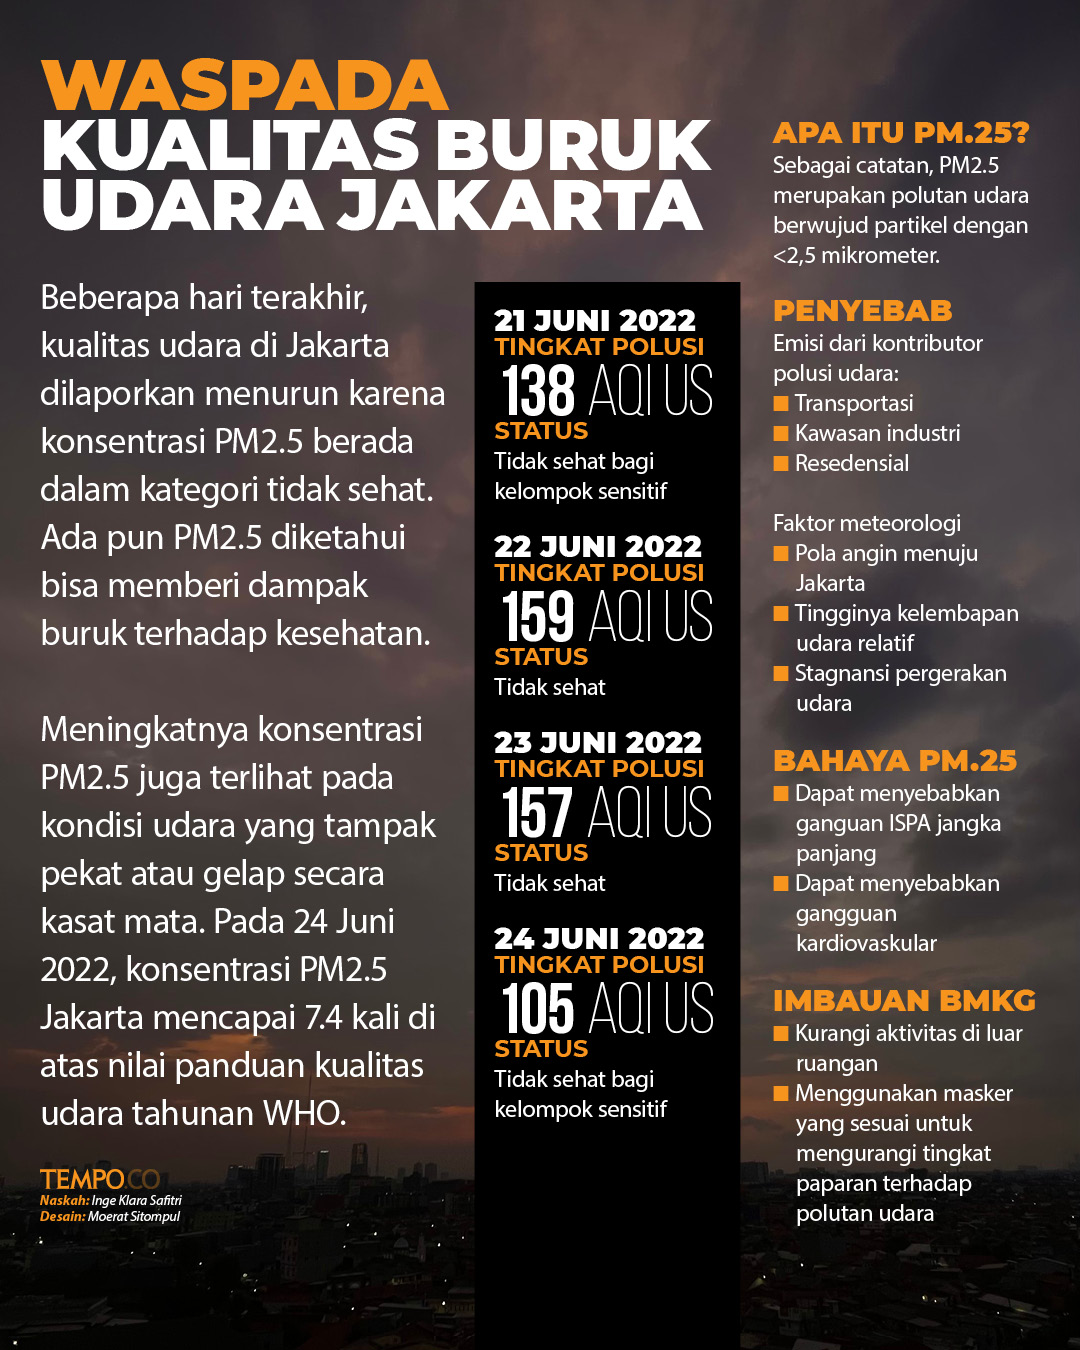 WASPADA
KUALITAS BURUK
UDARA JAKARTA
Beberapa hari terakhir,
kualitas udara di Jakarta
dilaporkan menurun karena
konsentrasi PM2.5 berada
dalam kategori tidak sehat.
Ada pun PM2.5 diketahui
bisa memberi dampak
buruk terhadap kesehatan.
Meningkatnya konsentrasi
PM2.5 juga terlihat pada
kondisi udara yang tampak
pekat atau gelap secara
kasat mata. Pada 24 Juni
2022, konsentrasi PM2.5
Jakarta mencapai 7.4 kali di
atas nilai panduan kualitas
udara tahunan WHO.
TEMPO.CO
Naskah: Inge Klara Safitri
Desain: Moerat Sitompul
21 JUNI 2022
TINGKAT POLUSI
138 AQI US
STATUS
Tidak sehat bagi
kelompok sensitif
22 JUNI 2022
TINGKAT POLUSI
159 AQI US
STATUS
Tidak sehat
23 JUNI 2022
TINGKAT POLUSI
157 AQI US
STATUS
Tidak sehat
24 JUNI 2022
TINGKAT POLUSI
105 AQI US
STATUS
Tidak sehat bagi
kelompok sensitif
APA ITU PM.25?
Sebagai catatan, PM2.5
merupakan polutan udara
berwujud partikel dengan
<2,5 mikrometer.
PENYEBAB
Emisi dari kontributor
polusi udara:
Transportasi
Kawasan industri
Resedensial
Faktor meteorologi
Pola angin menuju
Jakarta
Tingginya kelembapan
udara relatif
Stagnansi pergerakan
udara
BAHAYA PM.25
Dapat menyebabkan
ganguan ISPA jangka
panjang
Dapat menyebabkan
gangguan
kardiovaskular
IMBAUAN BMKG
Kurangi aktivitas di luar
ruangan
Menggunakan masker
yang sesuai untuk
mengurangi tingkat
paparan terhadap
polutan udara